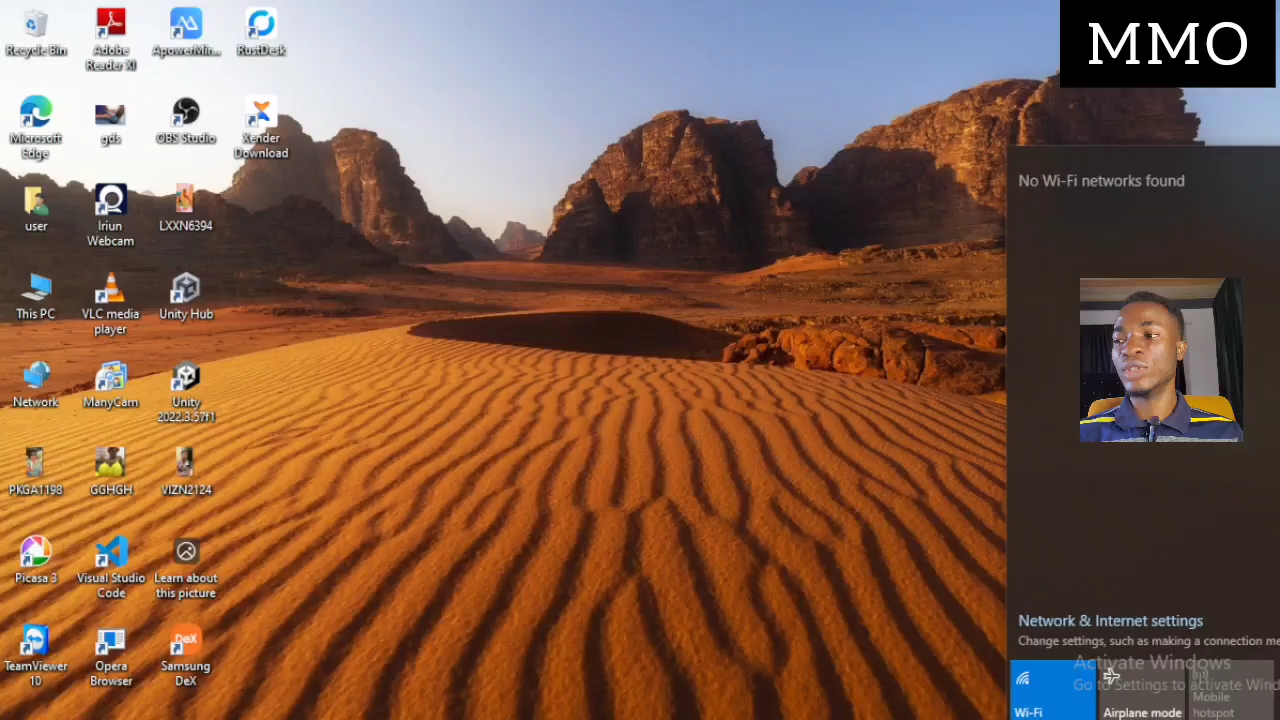 Recycle Bin
Adobe
Reader XI
ApowerMirr...
RustDesk
MMO
Microsoft
Edge
gds
OBS Studio
Xender
Download
user
Iriun
Webcam
LXXN6394
This PC
VLC media
player
Unity Hub
Network
ManyCam
Unity
2022.3.57f1
PKGA1198
GGHGH
VIZN2124
Picasa 3
Visual Studio
Code
Learn about
this picture
TeamViewer
10
Opera
Browser
DeX
Samsung
DeX
No Wi-Fi networks found
Network & Internet settings
Change settings, such as making a connection me
Activate Windows
Go to Settings to activate Wind
Wi-Fi
Airplane mode
Mobile
hotspot